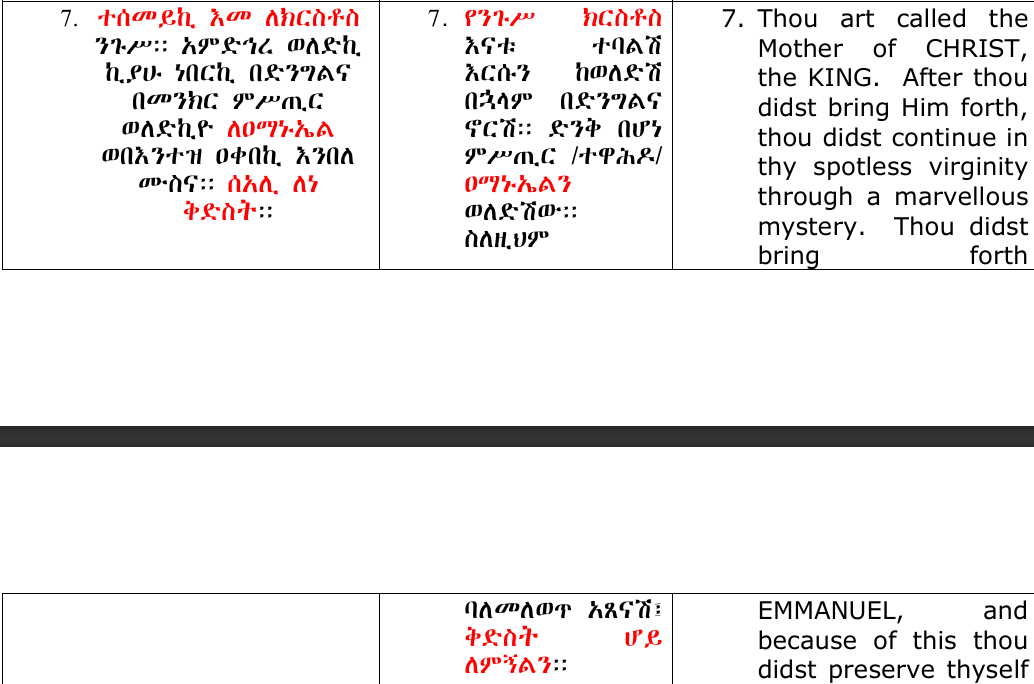 7. ተሰመይኪ እመ ለክርስቶስ
ንጉሥ፡፡ አምድኅረ ወለድኪ
ኪያሁ ነበርኪ በድንግልና
በመንክር ምሥጢር
ወለድኪዮ ለዐማኑኤል
ወበእንተዝ ዐቀበኪ እንበለ
ሙስና፡፡ ሰአሊ ለነ
ቅድስት፡፡
7. የንጉሥ ክርስቶስ
እናቱ ተባልሽ
እርሱን ከወለድሽ
በኋላም በድንግልና
ኖርሽ፡፡ ድንቅ በሆነ
ምሥጢር /ተዋሕዶ/
ዐማኑኤልን
ወለድሽው፡፡
ስለዚህም
7. Thou art called the
Mother of CHRIST,
the KING. After thou
didst bring Him forth,
thou didst continue in
thy spotless virginity
through a marvellous
mystery. Thou didst
bring forth
ባለመለወጥ አጸናሽ፤
ቅድስት ሆይ
ለምኚልን፡፡
EMMANUEL, and
because of this thou
didst preserve thyself